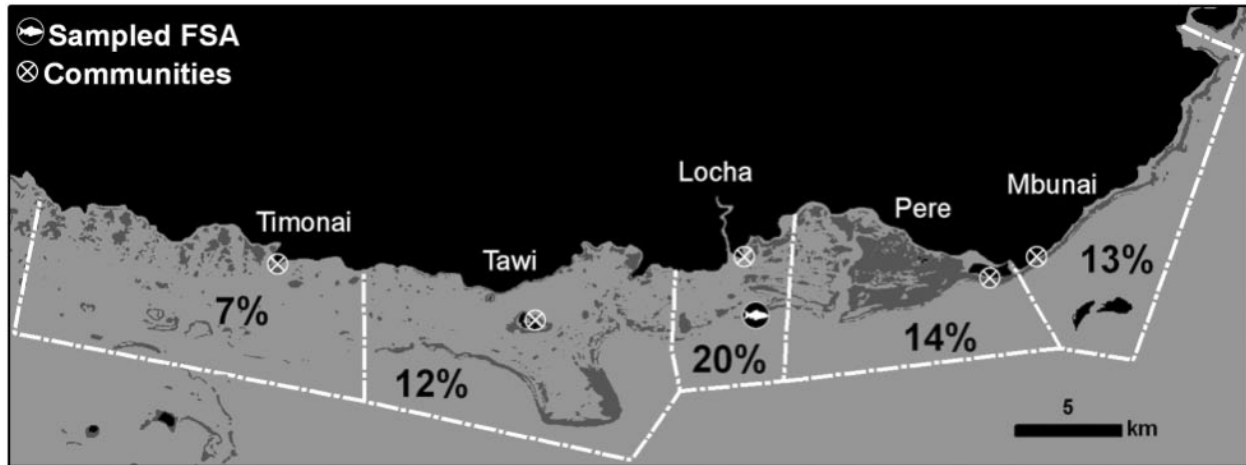 Sampled FSA
Communities
Locha
Mbunai
Pere
Timonai
Tawi
13%
7%
14%
20%
12%
5
km